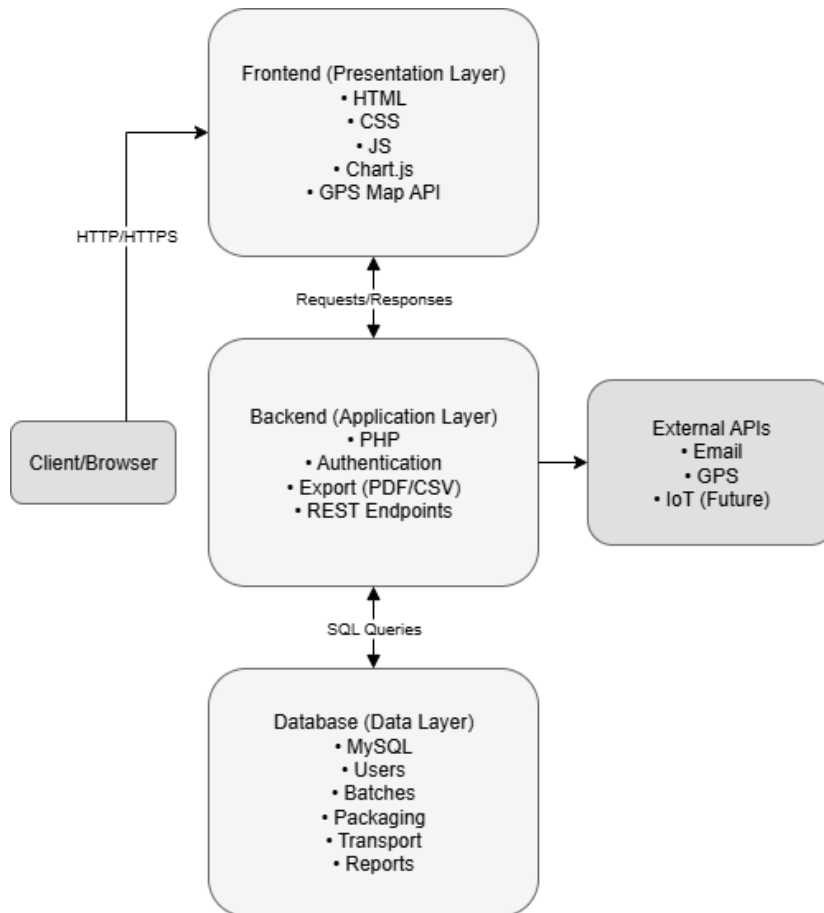 Frontend (Presentation Layer)
• HTML
• CSS
• JS
• Chart.js
• GPS Map API
HTTP/HTTPS
Requests/Responses
Client/Browser
Backend (Application Layer)
• PHP
• Authentication
• Export (PDF/CSV)
• REST Endpoints
External APIs
• Email
• GPS
• IoT (Future)
SQL Queries
Database (Data Layer)
• MySQL
• Users
• Batches
• Packaging
• Transport
• Reports